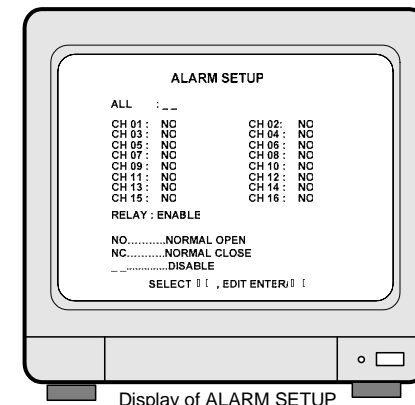 ALARM SETUP
ALL : _ _
CH 01 : NO CH 02: NO
CH 03 : NO CH 04 : NO
CH 05 : NO CH 06 : NO
CH 07 : NO CH 08 : NO
CH 09 : NO CH 10 : NO
CH 11 : NO CH 12 : NO
CH 13 : NO CH 14 : NO
CH 15 : NO CH 16 : NO
RELAY : ENABLE
NO...........NORMAL OPEN
NC...........NORMAL CLOSE
_ _..............DISABLE
SELECT , EDIT ENTER/
Display of ALARM SETUP